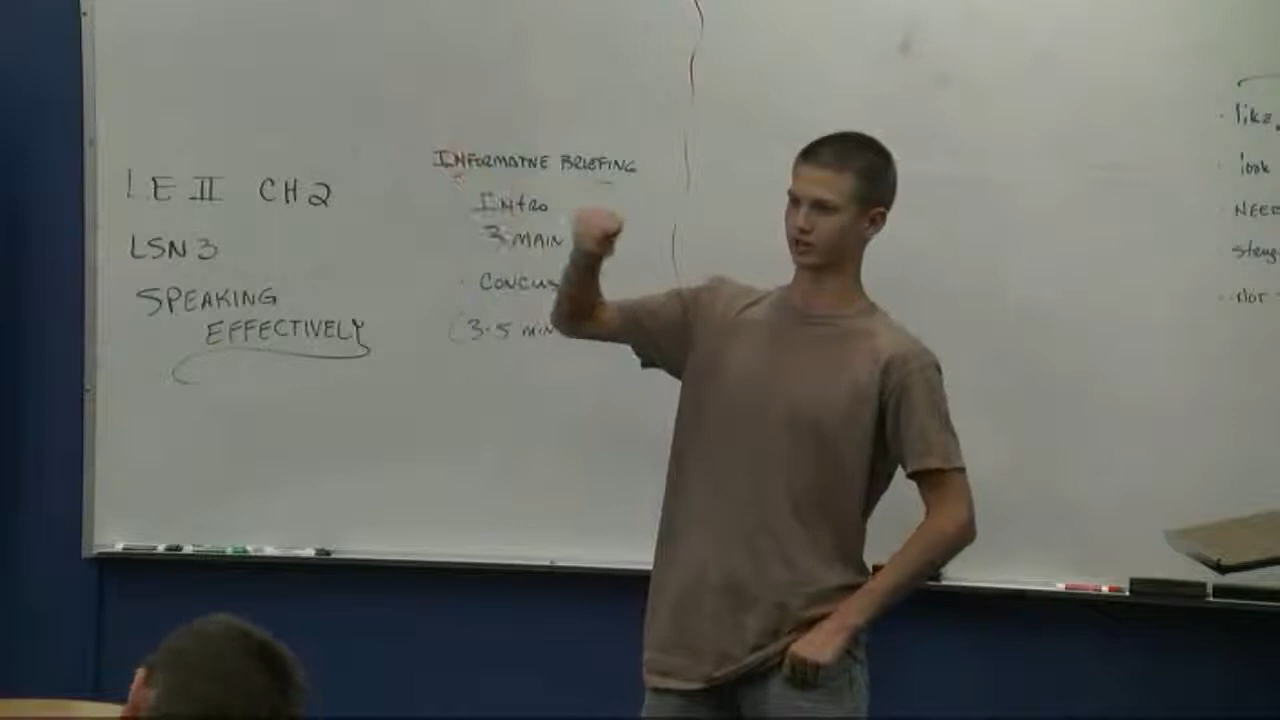 LE II CH 2
LSN 3
SPEAKING
EFFECTIVELY
INFORMATIVE BRIEFING
INTRO
3 MAIN
CONCLUS
(3-5 MIN
like
look
NEED
Not